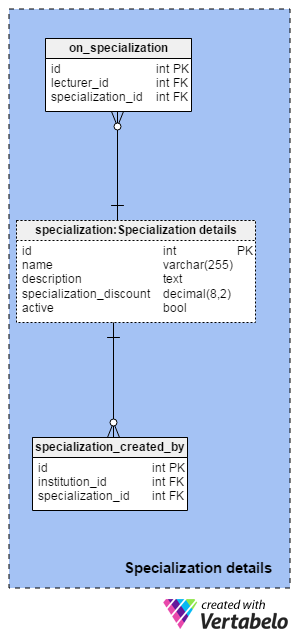 on_specialization
id int PK
lecturer_id int FK
specialization_id int FK
specialization:Specialization details
id int PK
name varchar(255)
description text
specialization_discount decimal(8,2)
active bool
specialization_created_by
id int PK
institution_id int FK
specialization_id int FK
Specialization details
created with
Vertabelo